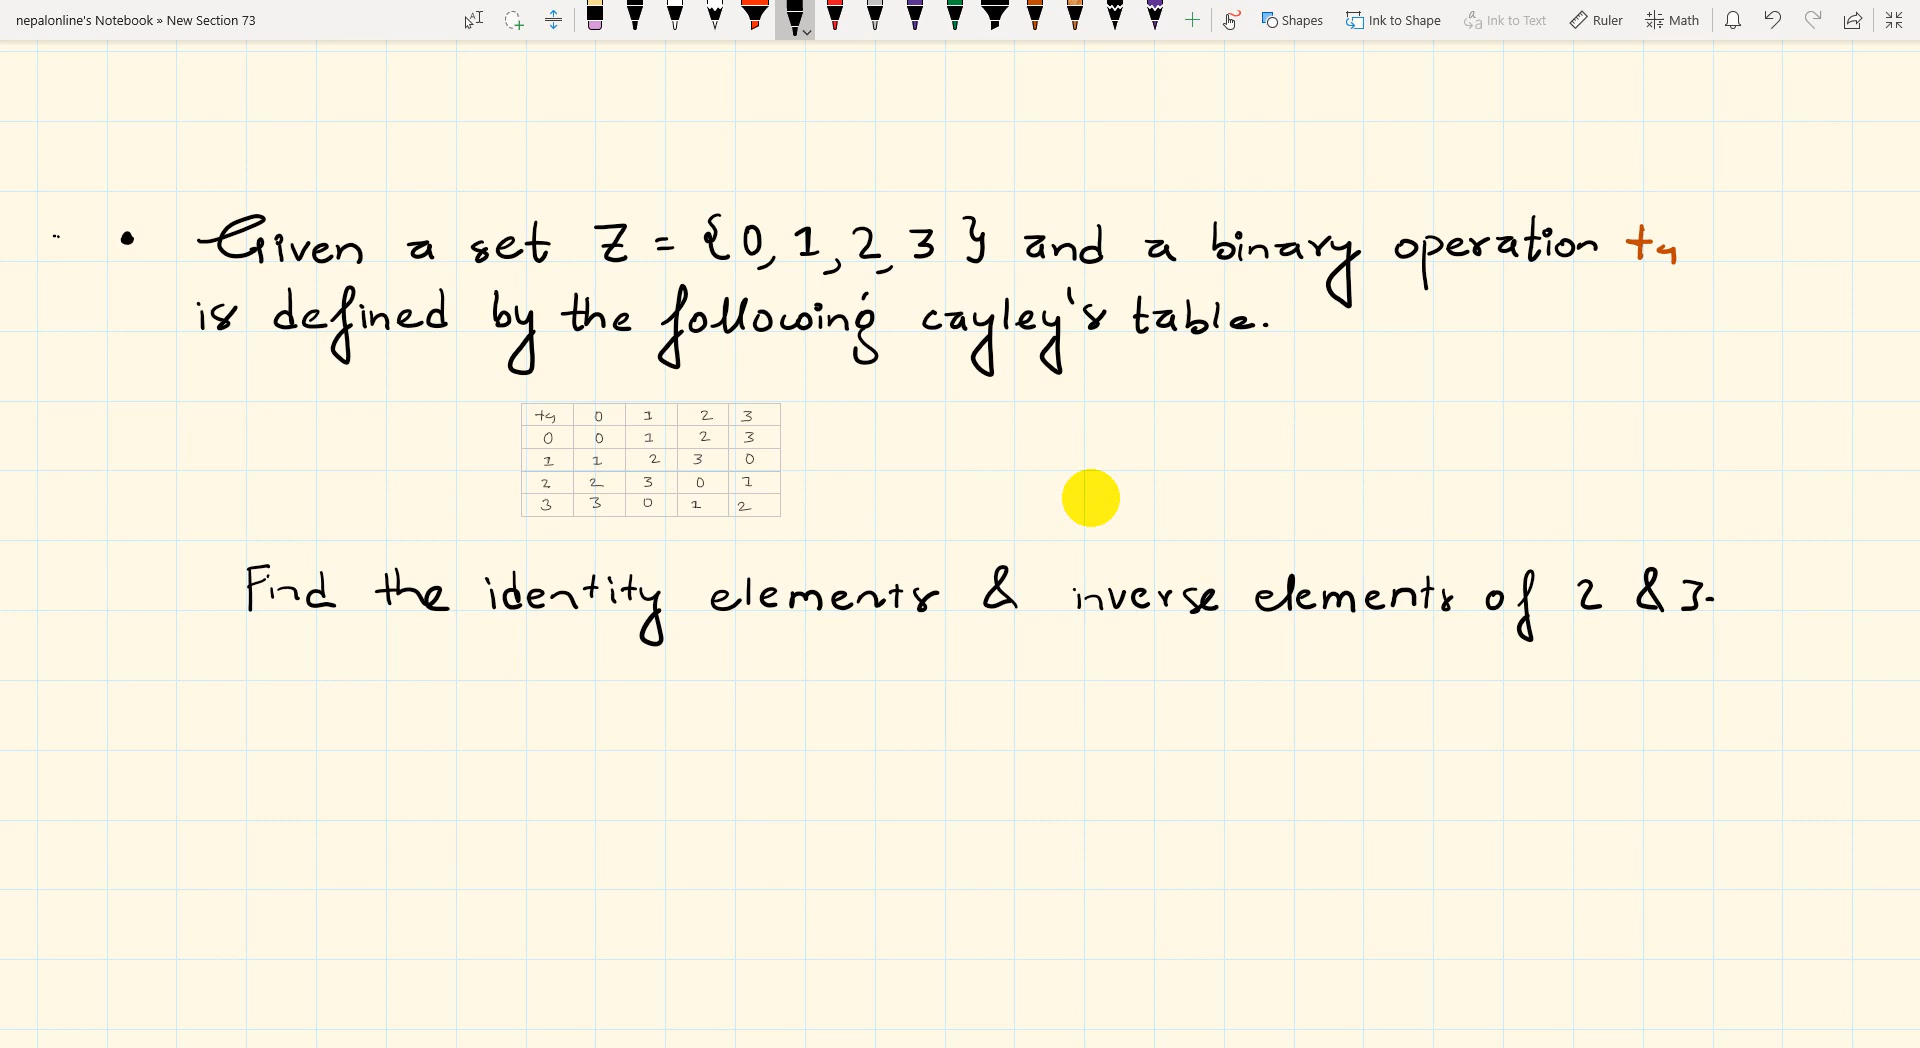 nepalonline's Notebook » New Section 73
Shapes Ink to Shape Ink to Text Ruler Math
• Given a set Z = {0, 1, 2, 3 } and a binary operation +4
is defined by the following cayley's table.
+4 0 1 2 3
0 0 1 2 3
1 1 2 3 0
2 2 3 0 1
3 3 0 1 2
Find the identity elements & inverse elements of 2 & 3.